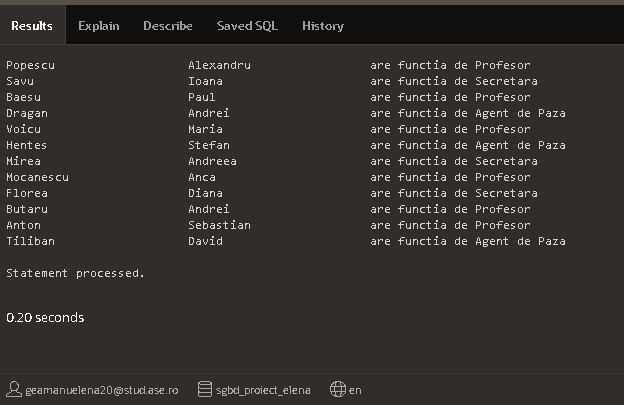 Results Explain Describe Saved SQL History
Popescu Alexandru are functia de Profesor
Savu Ioana are functia de Secretara
Baesu Paul are functia de Profesor
Dragan Andrei are functia de Agent de Paza
Voicu Maria are functia de Profesor
Hentes Stefan are functia de Agent de Paza
Mirea Andreea are functia de Secretara
Mocanescu Anca are functia de Profesor
Florea Diana are functia de Secretara
Butaru Andrei are functia de Profesor
Anton Sebastian are functia de Profesor
Tiliban David are functia de Agent de Paza
Statement processed.
0.20 seconds
geamanuelena20@stud.ase.ro sgbd_proiect_elena en